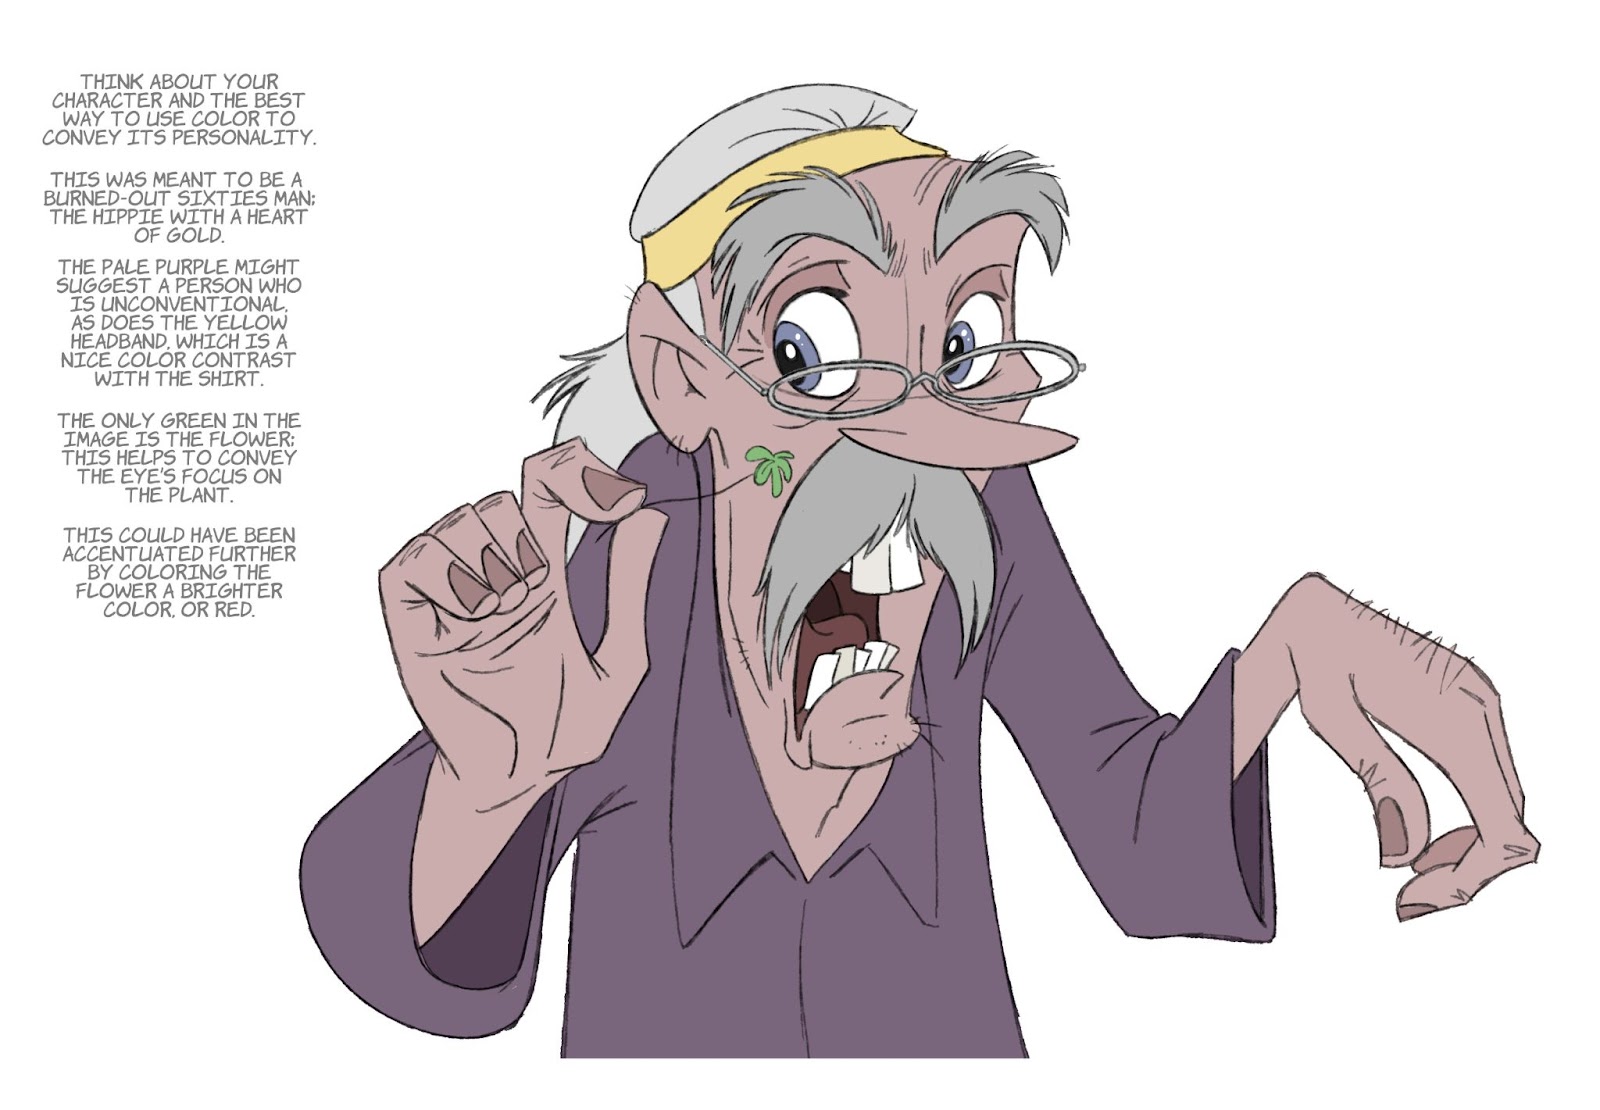 THINK ABOUT YOUR
CHARACTER AND THE BEST
WAY TO USE COLOR TO
CONVEY ITS PERSONALITY.
THIS WAS MEANT TO BE A
BURNED-OUT SIXTIES MAN;
THE HIPPIE WITH A HEART
OF GOLD.
THE PALE PURPLE MIGHT
SUGGEST A PERSON WHO
IS UNCONVENTIONAL,
AS DOES THE YELLOW
HEADBAND, WHICH IS A
NICE COLOR CONTRAST
WITH THE SHIRT.
THE ONLY GREEN IN THE
IMAGE IS THE FLOWER;
THIS HELPS TO CONVEY
THE EYE'S FOCUS ON
THE PLANT.
THIS COULD HAVE BEEN
ACCENTUATED FURTHER
BY COLORING THE
FLOWER A BRIGHTER
COLOR, OR RED.